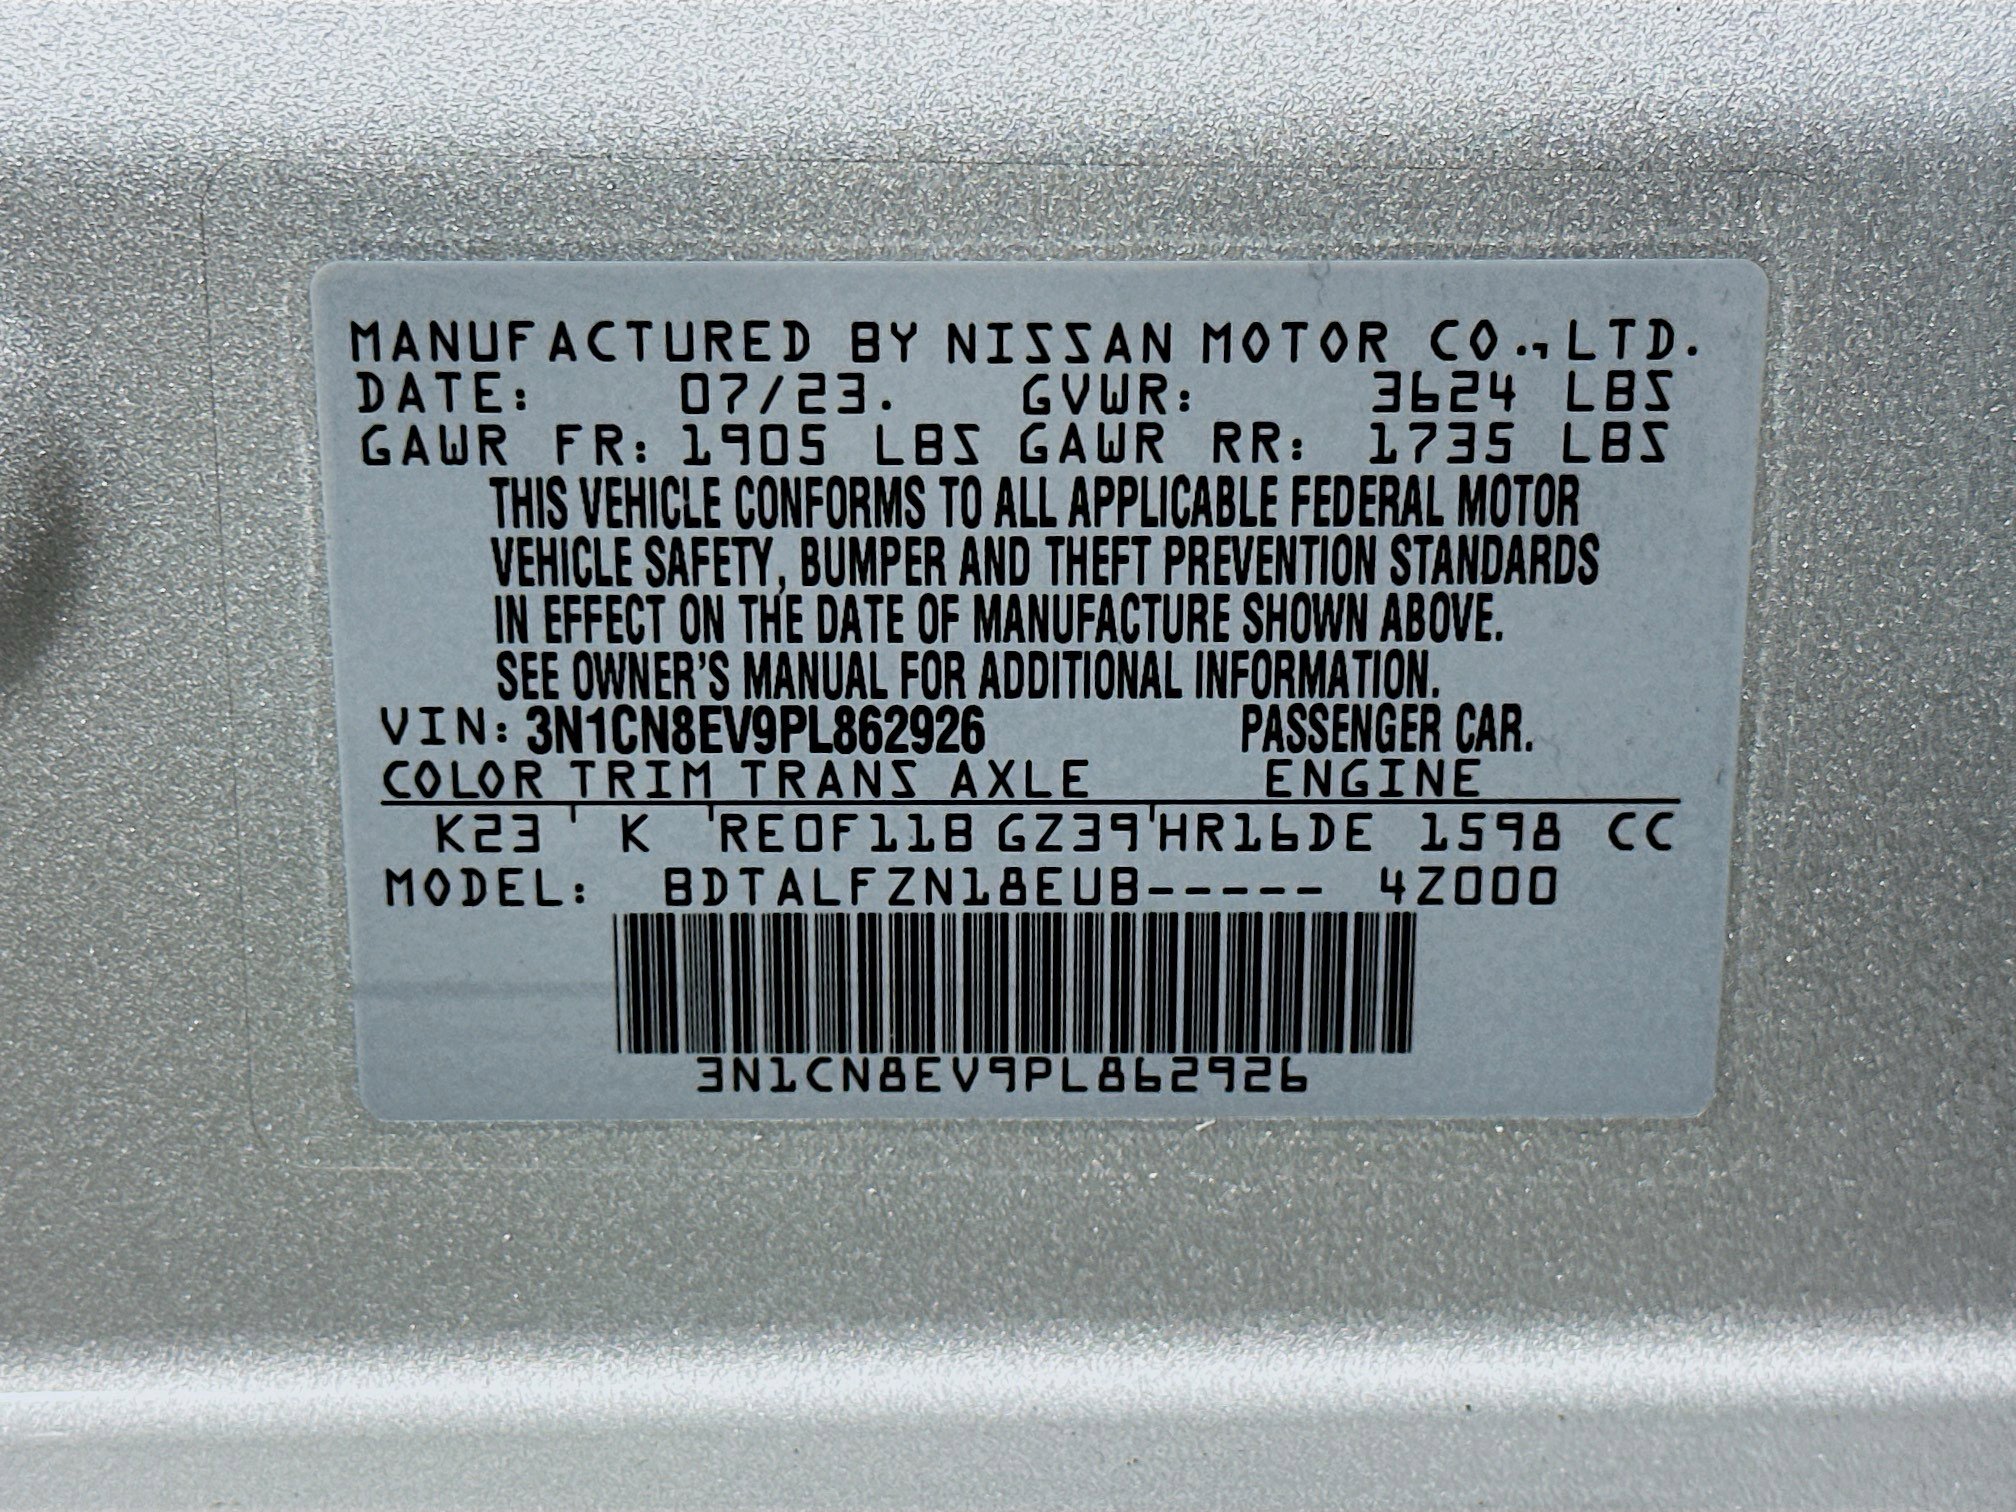 MANUFACTURED BY NISSAN MOTOR CO.,LTD.
DATE: 07/23. GVWR: 3624 LBS
GAWR FR: 1905 LBS GAWR RR: 1735 LBS
THIS VEHICLE CONFORMS TO ALL APPLICABLE FEDERAL MOTOR
VEHICLE SAFETY, BUMPER AND THEFT PREVENTION STANDARDS
IN EFFECT ON THE DATE OF MANUFACTURE SHOWN ABOVE.
SEE OWNER'S MANUAL FOR ADDITIONAL INFORMATION.
VIN: 3N1CN8EV9PL862926 PASSENGER CAR.
COLOR TRIM TRANS AXLE ENGINE
K23 K RE0F11B GZ39 HR16DE 1598 CC
MODEL: BDTALFZN18EUB----- 4Z000
3N1CN8EV9PL862926